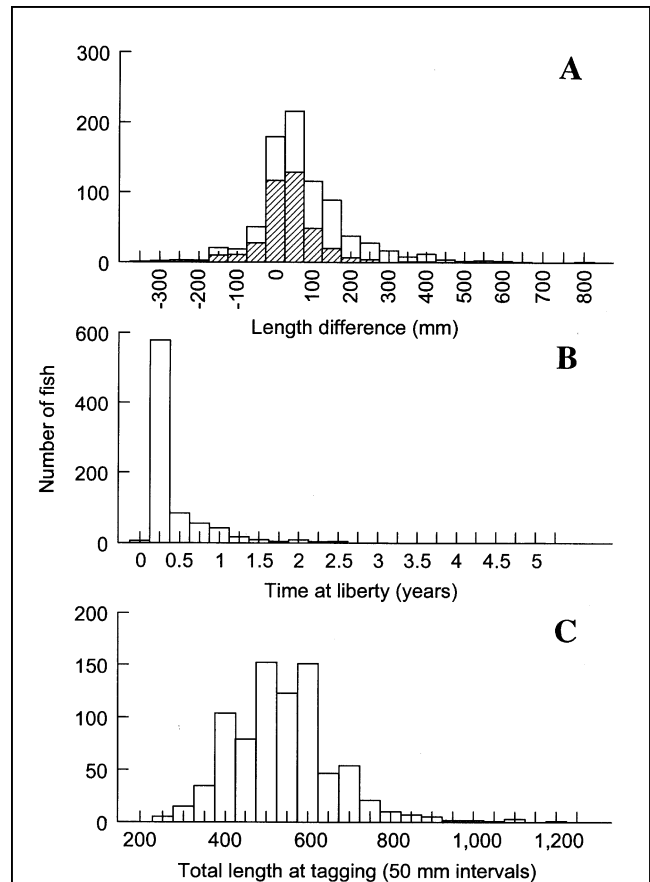 300
A
200
100
0
-300 -200 -100 0 100 200 300 400 500 600 700 800
Length difference (mm)
Number of fish
600
B
400
200
0
0 0.5 1 1.5 2 2.5 3 3.5 4 4.5 5
Time at liberty (years)
200
C
150
100
50
0
200 400 600 800 1,000 1,200
Total length at tagging (50 mm intervals)